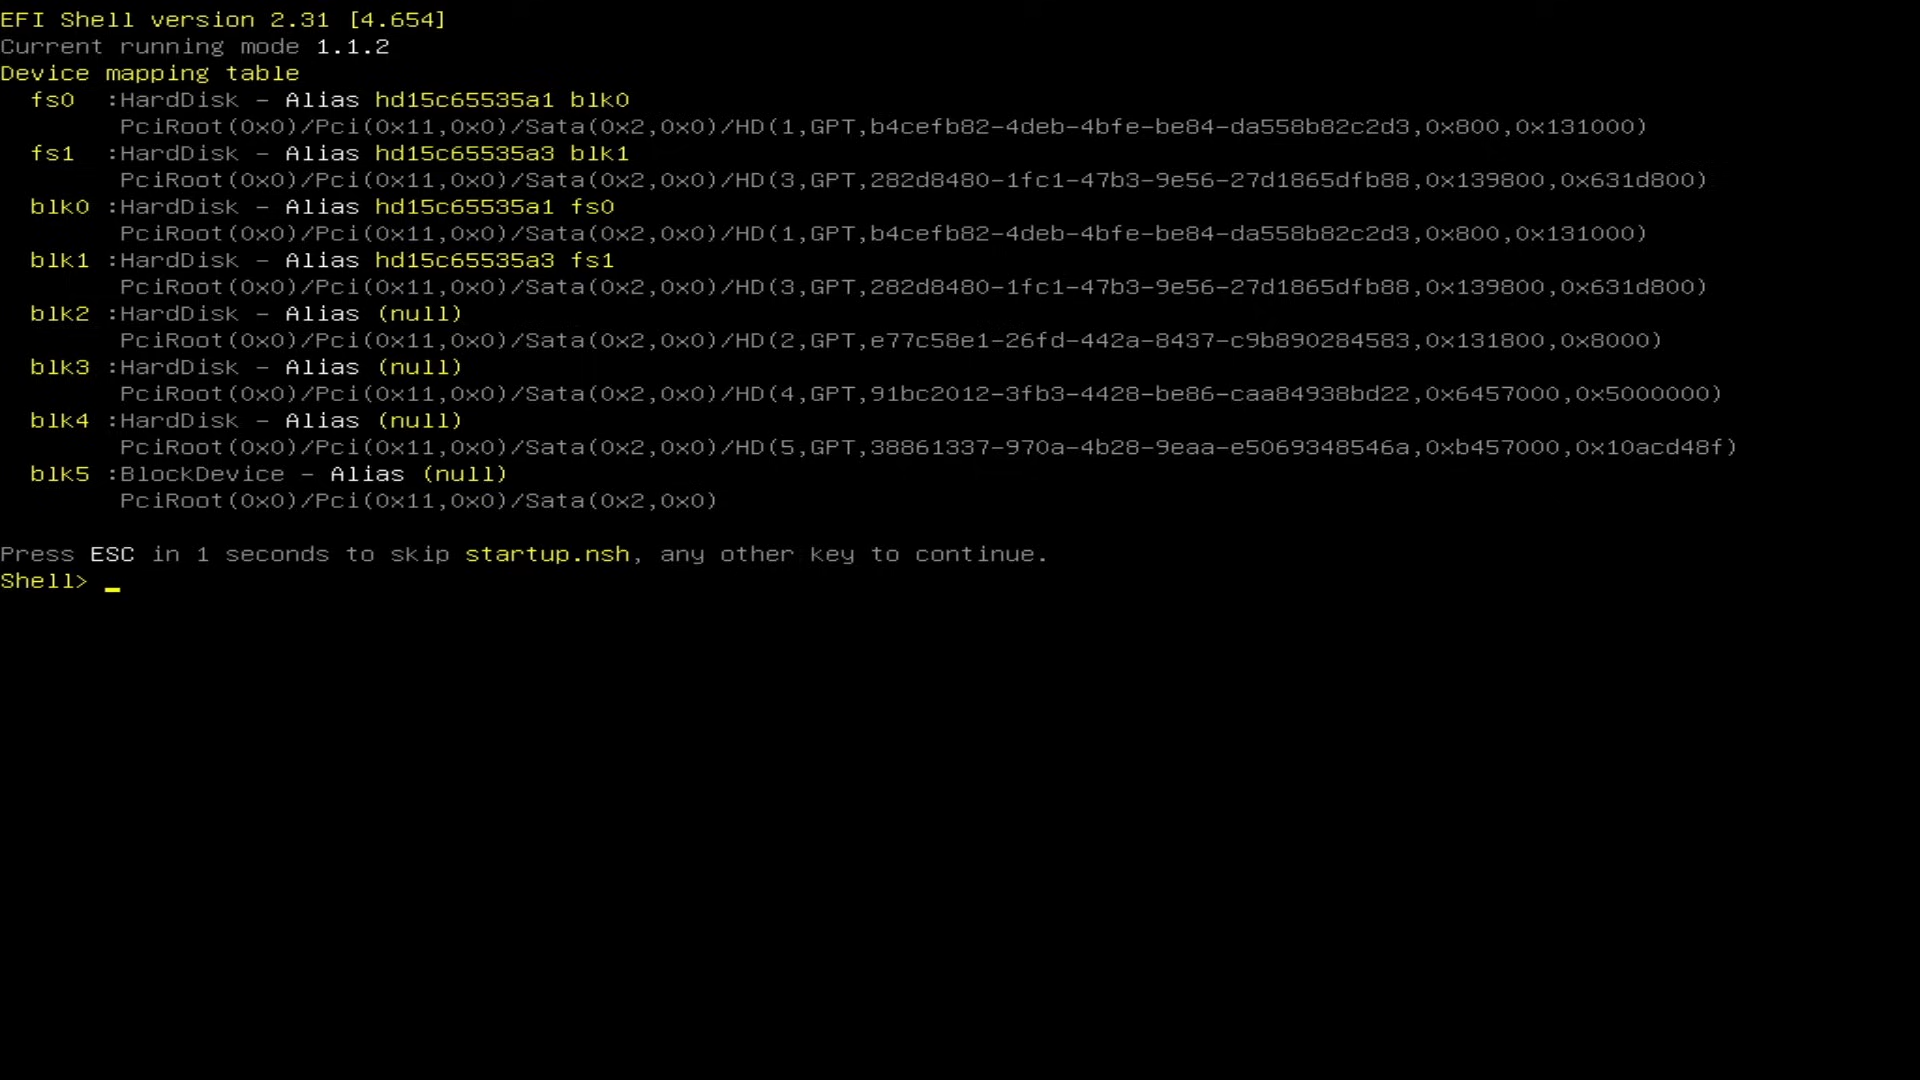 EFI Shell version 2.31 [4.654]
Current running mode 1.1.2
Device mapping table
fs0 :HardDisk - Alias hd15c65535a1 blk0
PciRoot(0x0)/Pci(0x11,0x0)/Sata(0x2,0x0)/HD(1,GPT,b4cefb82-4deb-4bfe-be84-da558b82c2d3,0x800,0x131000)
fs1 :HardDisk - Alias hd15c65535a3 blk1
PciRoot(0x0)/Pci(0x11,0x0)/Sata(0x2,0x0)/HD(3,GPT,282d8480-1fc1-47b3-9e56-27d1865dfb88,0x139800,0x631d800)
blk0 :HardDisk - Alias hd15c65535a1 fs0
PciRoot(0x0)/Pci(0x11,0x0)/Sata(0x2,0x0)/HD(1,GPT,b4cefb82-4deb-4bfe-be84-da558b82c2d3,0x800,0x131000)
blk1 :HardDisk - Alias hd15c65535a3 fs1
PciRoot(0x0)/Pci(0x11,0x0)/Sata(0x2,0x0)/HD(3,GPT,282d8480-1fc1-47b3-9e56-27d1865dfb88,0x139800,0x631d800)
blk2 :HardDisk - Alias (null)
PciRoot(0x0)/Pci(0x11,0x0)/Sata(0x2,0x0)/HD(2,GPT,e77c58e1-26fd-442a-8437-c9b890284583,0x131800,0x8000)
blk3 :HardDisk - Alias (null)
PciRoot(0x0)/Pci(0x11,0x0)/Sata(0x2,0x0)/HD(4,GPT,91bc2012-3fb3-4428-be86-caa84938bd22,0x6457000,0x5000000)
blk4 :HardDisk - Alias (null)
PciRoot(0x0)/Pci(0x11,0x0)/Sata(0x2,0x0)/HD(5,GPT,38861337-970a-4b28-9eaa-e5069348546a,0xb457000,0x10acd48f)
blk5 :BlockDevice - Alias (null)
PciRoot(0x0)/Pci(0x11,0x0)/Sata(0x2,0x0)
Press ESC in 1 seconds to skip startup.nsh, any other key to continue.
Shell> _